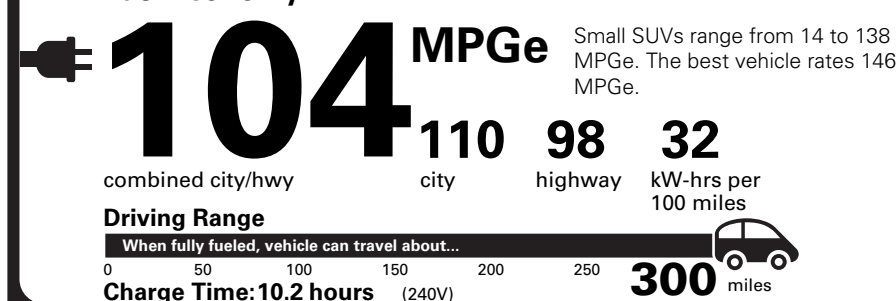 104 MPGe
Small SUVs range from 14 to 138
MPGe. The best vehicle rates 146
MPGe.
110 98 32
combined city/hwy city highway kW-hrs per
100 miles
Driving Range
When fully fueled, vehicle can travel about...
0 50 100 150 200 250 300 miles
Charge Time: 10.2 hours (240V)